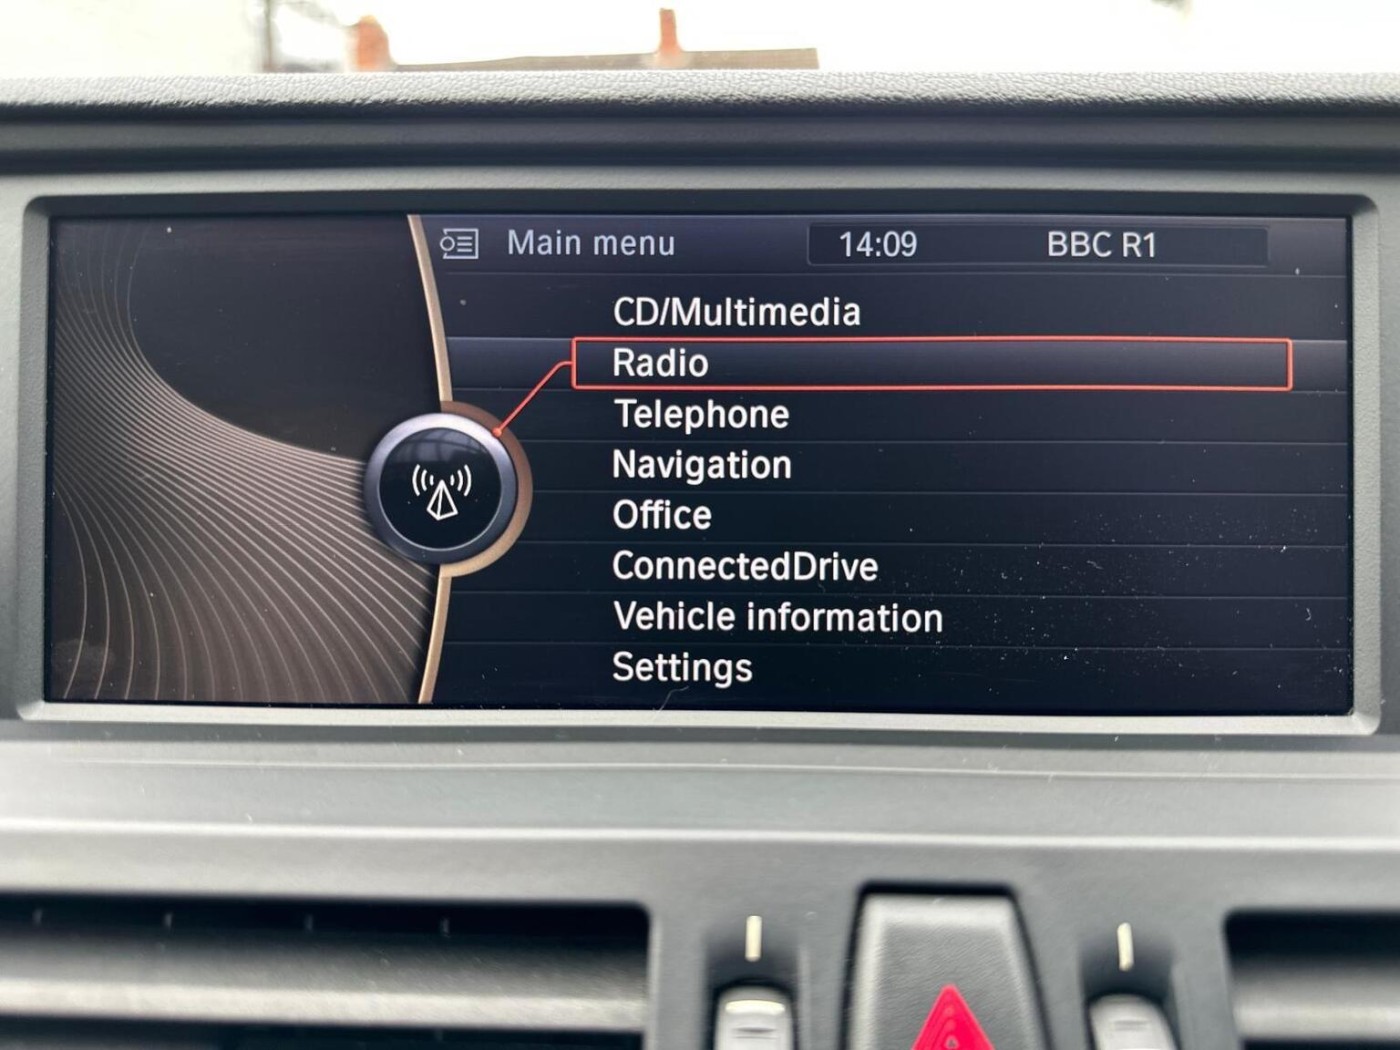 Main menu 14:09 BBC R1
CD/Multimedia
Radio
Telephone
Navigation
Office
ConnectedDrive
Vehicle information
Settings